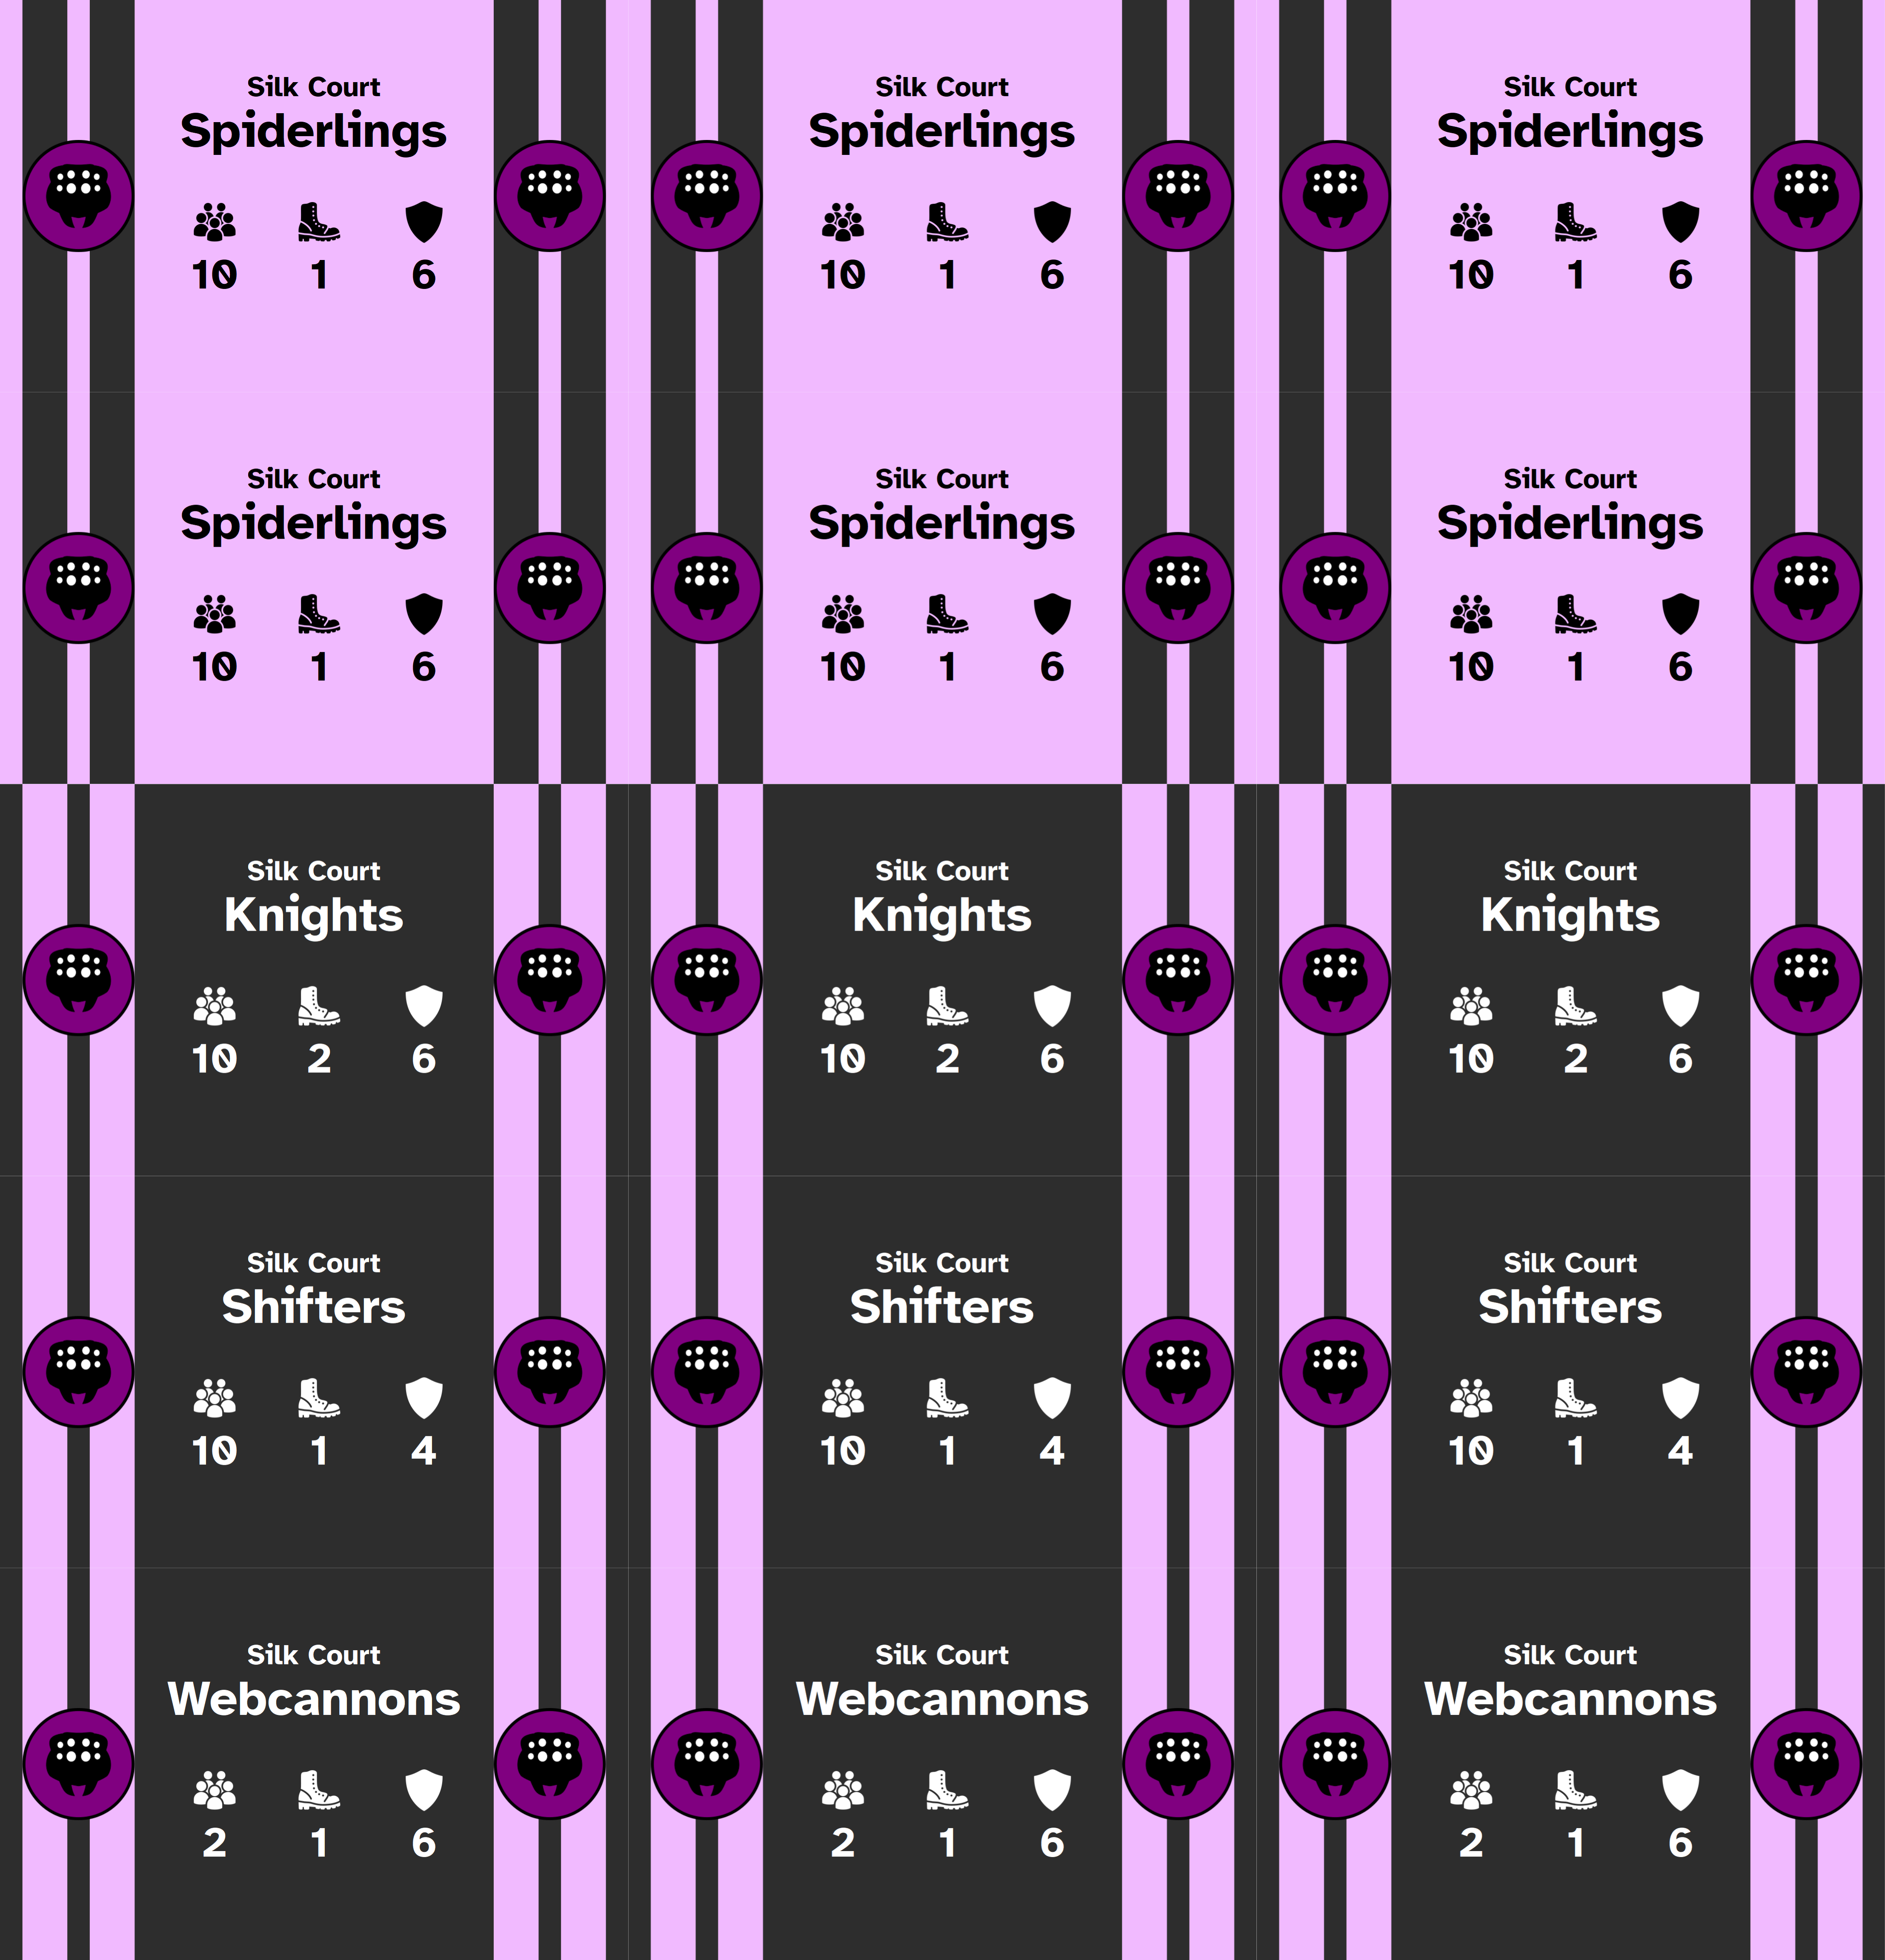 Silk Court Silk Court Silk Court
Spiderlings Spiderlings Spiderlings
10 1 6 10 1 6 10 1 6
Silk Court Silk Court Silk Court
Spiderlings Spiderlings Spiderlings
10 1 6 10 1 6 10 1 6
Silk Court Silk Court Silk Court
Knights Knights Knights
10 2 6 10 2 6 10 2 6
Silk Court Silk Court Silk Court
Shifters Shifters Shifters
10 1 4 10 1 4 10 1 4
Silk Court Silk Court Silk Court
Webcannons Webcannons Webcannons
2 1 6 2 1 6 2 1 6